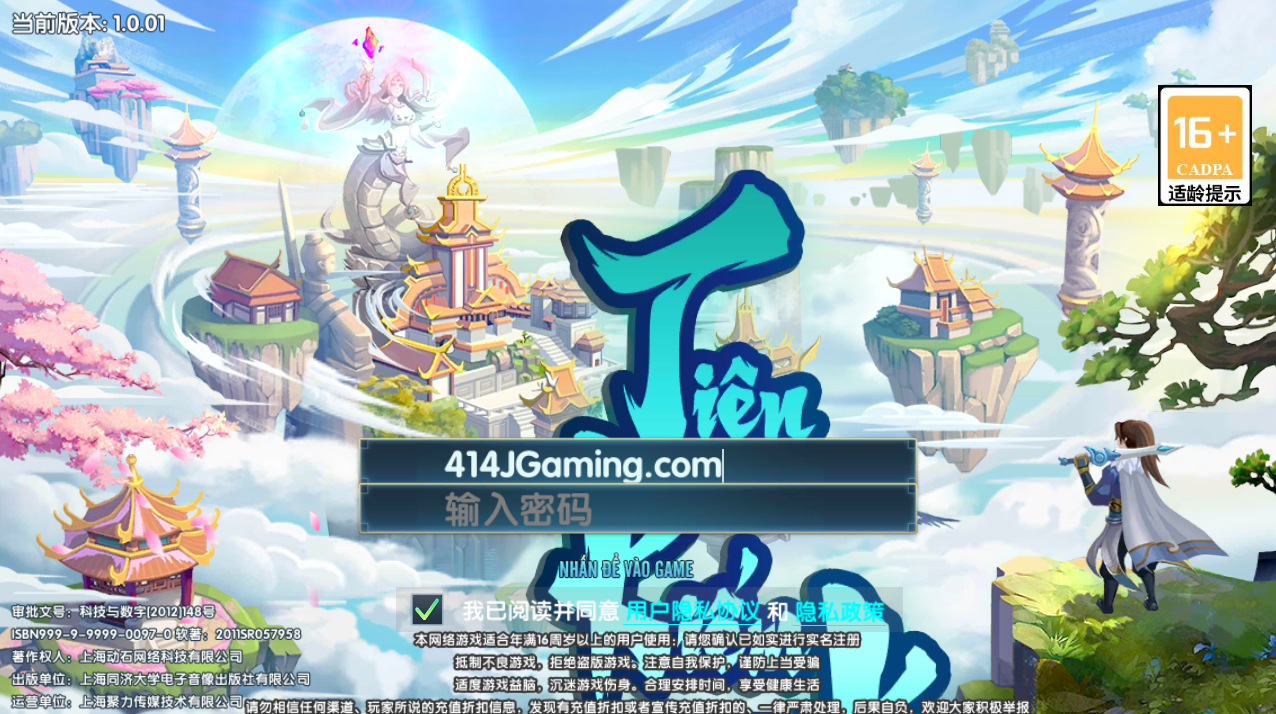 当前版本: 1.0.01
16+
CADPA
适龄提示
Tiên
414JGaming.com
输入密码
NHẤN ĐỂ VÀO GAME
我已阅读并同意 用户隐私协议 和 隐私政策
本网络游戏适合年满16周岁以上的用户使用；请您确认已如实进行实名注册
抵制不良游戏，拒绝盗版游戏。注意自我保护，谨防上当受骗
适度游戏益脑，沉迷游戏伤身。合理安排时间，享受健康生活
审批文号：科技与数字[2012]148号
ISBN999-9-9999-0097-0 软著：2011SR057958
著作权人：上海动石网络科技有限公司
出版单位：上海同济大学电子音像出版社有限公司
运营单位：上海聚力传媒技术有限公司
请勿相信任何渠道、玩家所说的充值折扣信息，发现有充值折扣或者宣传充值折扣的、一律严肃处理，后果自负，欢迎大家积极举报